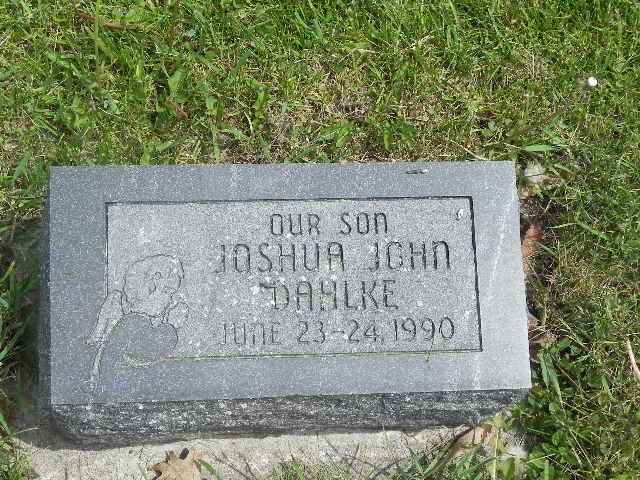 OUR SON
JOSHUA JOHN
DAHLKE
JUNE 23-24, 1990